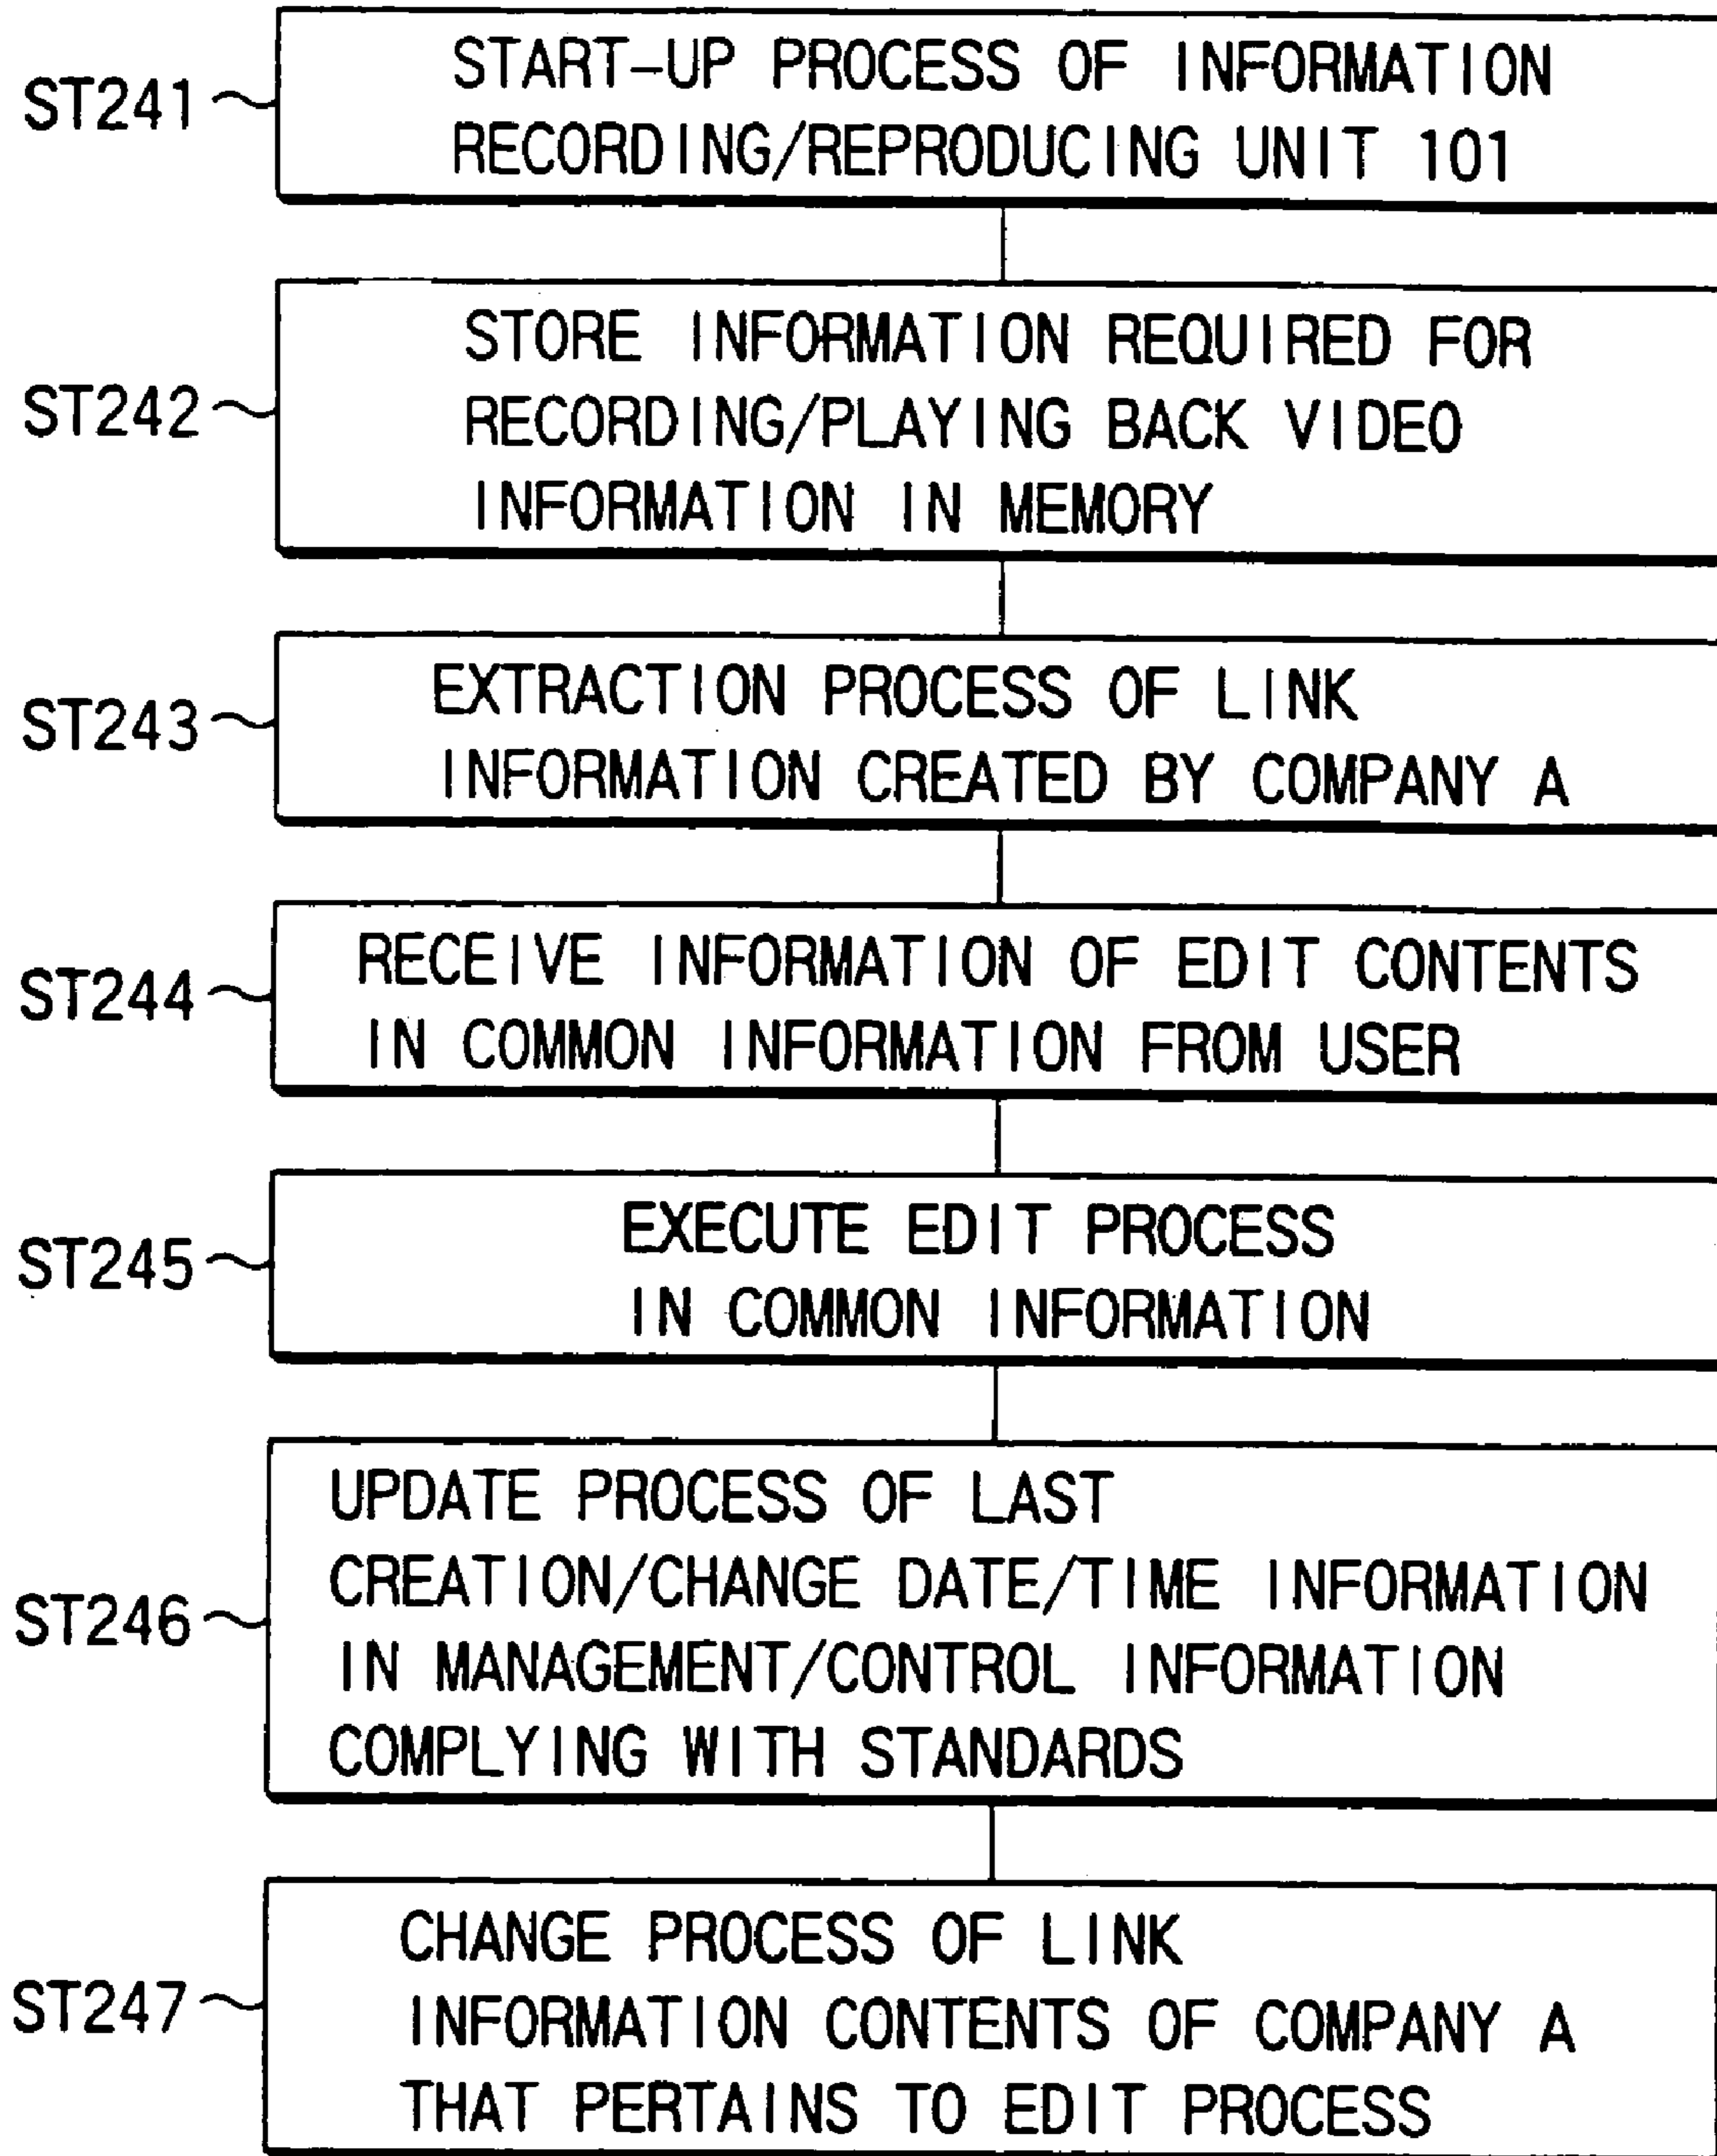 ST241
START-UP PROCESS OF INFORMATION
RECORDING/REPRODUCING UNIT 101
ST242
STORE INFORMATION REQUIRED FOR
RECORDING/PLAYING BACK VIDEO
INFORMATION IN MEMORY
ST243
EXTRACTION PROCESS OF LINK
INFORMATION CREATED BY COMPANY A
ST244
RECEIVE INFORMATION OF EDIT CONTENTS
IN COMMON INFORMATION FROM USER
ST245
EXECUTE EDIT PROCESS
IN COMMON INFORMATION
ST246
UPDATE PROCESS OF LAST
CREATION/CHANGE DATE/TIME INFORMATION
IN MANAGEMENT/CONTROL INFORMATION
COMPLYING WITH STANDARDS
ST247
CHANGE PROCESS OF LINK
INFORMATION CONTENTS OF COMPANY A
THAT PERTAINS TO EDIT PROCESS